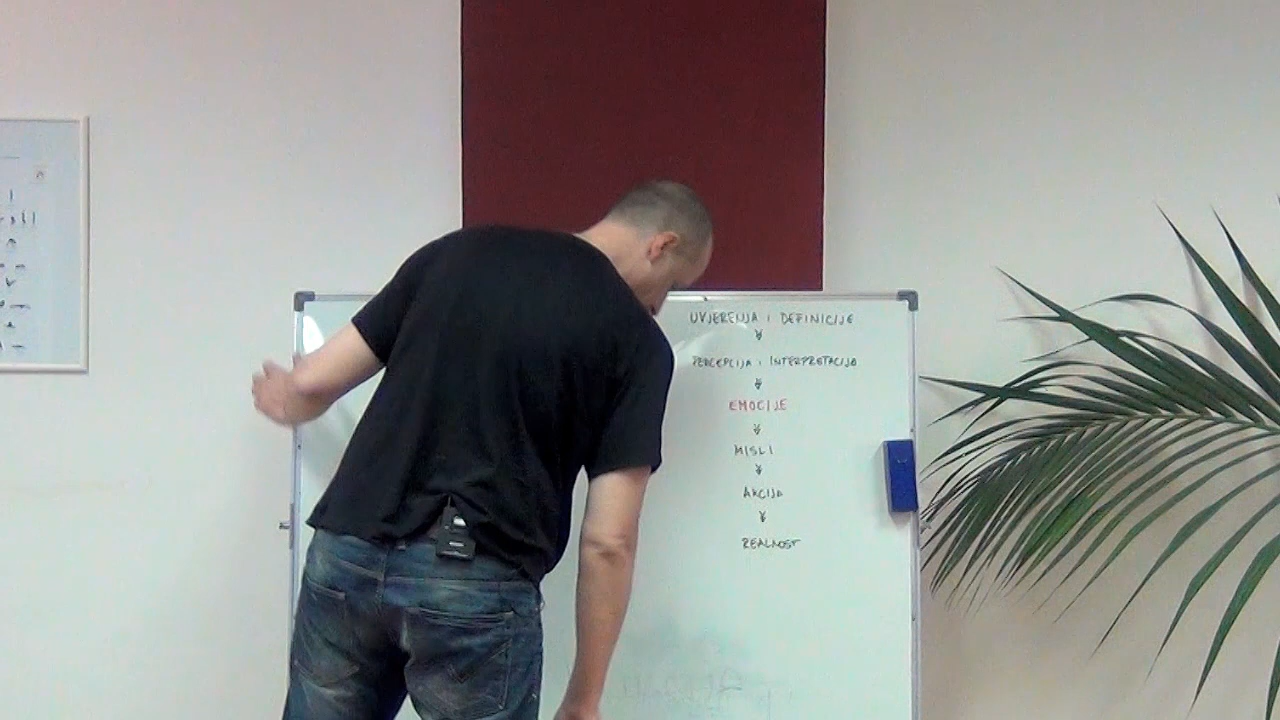 UVJERENJA I DEFINICIJE
PERCEPCIJA I INTERPRETACIJA
EMOCIJE
MISLI
AKCIJA
REALNOST